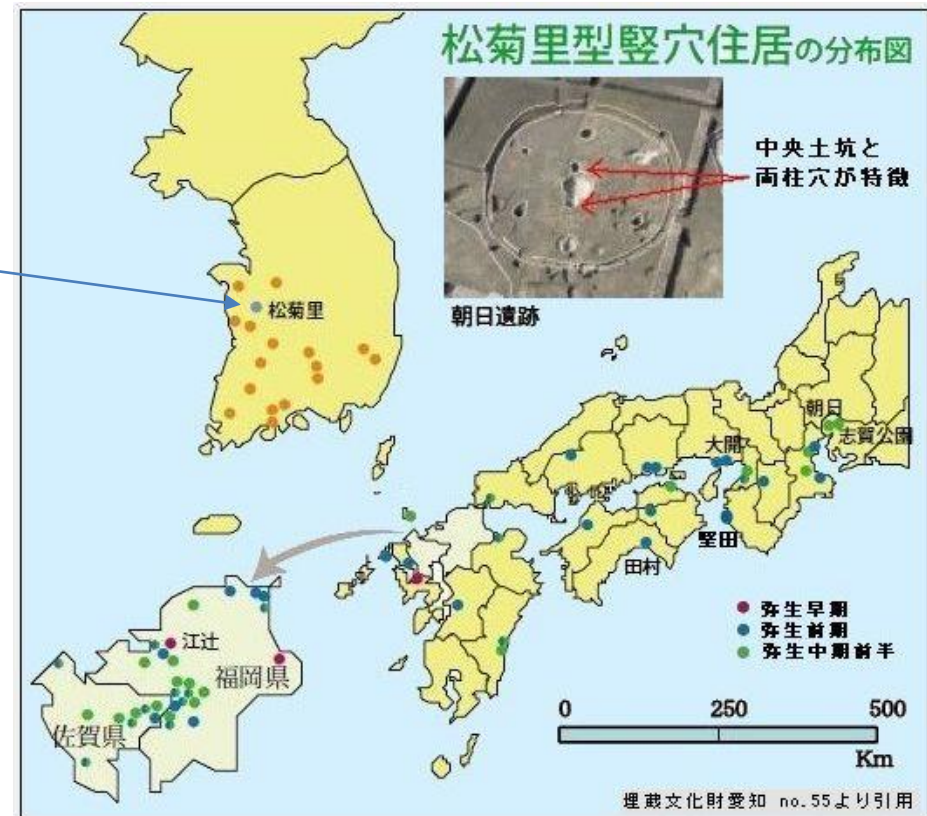 松菊里型竪穴住居の分布図
中央土坑と
両柱穴が特徴
朝日遺跡
松菊里
朝日
志賀公園
大開
堅田
田村
江辻
福岡県
佐賀県
弥生早期
弥生前期
弥生中期前半
0 250 500
Km
埋蔵文化財愛知 no.55より引用